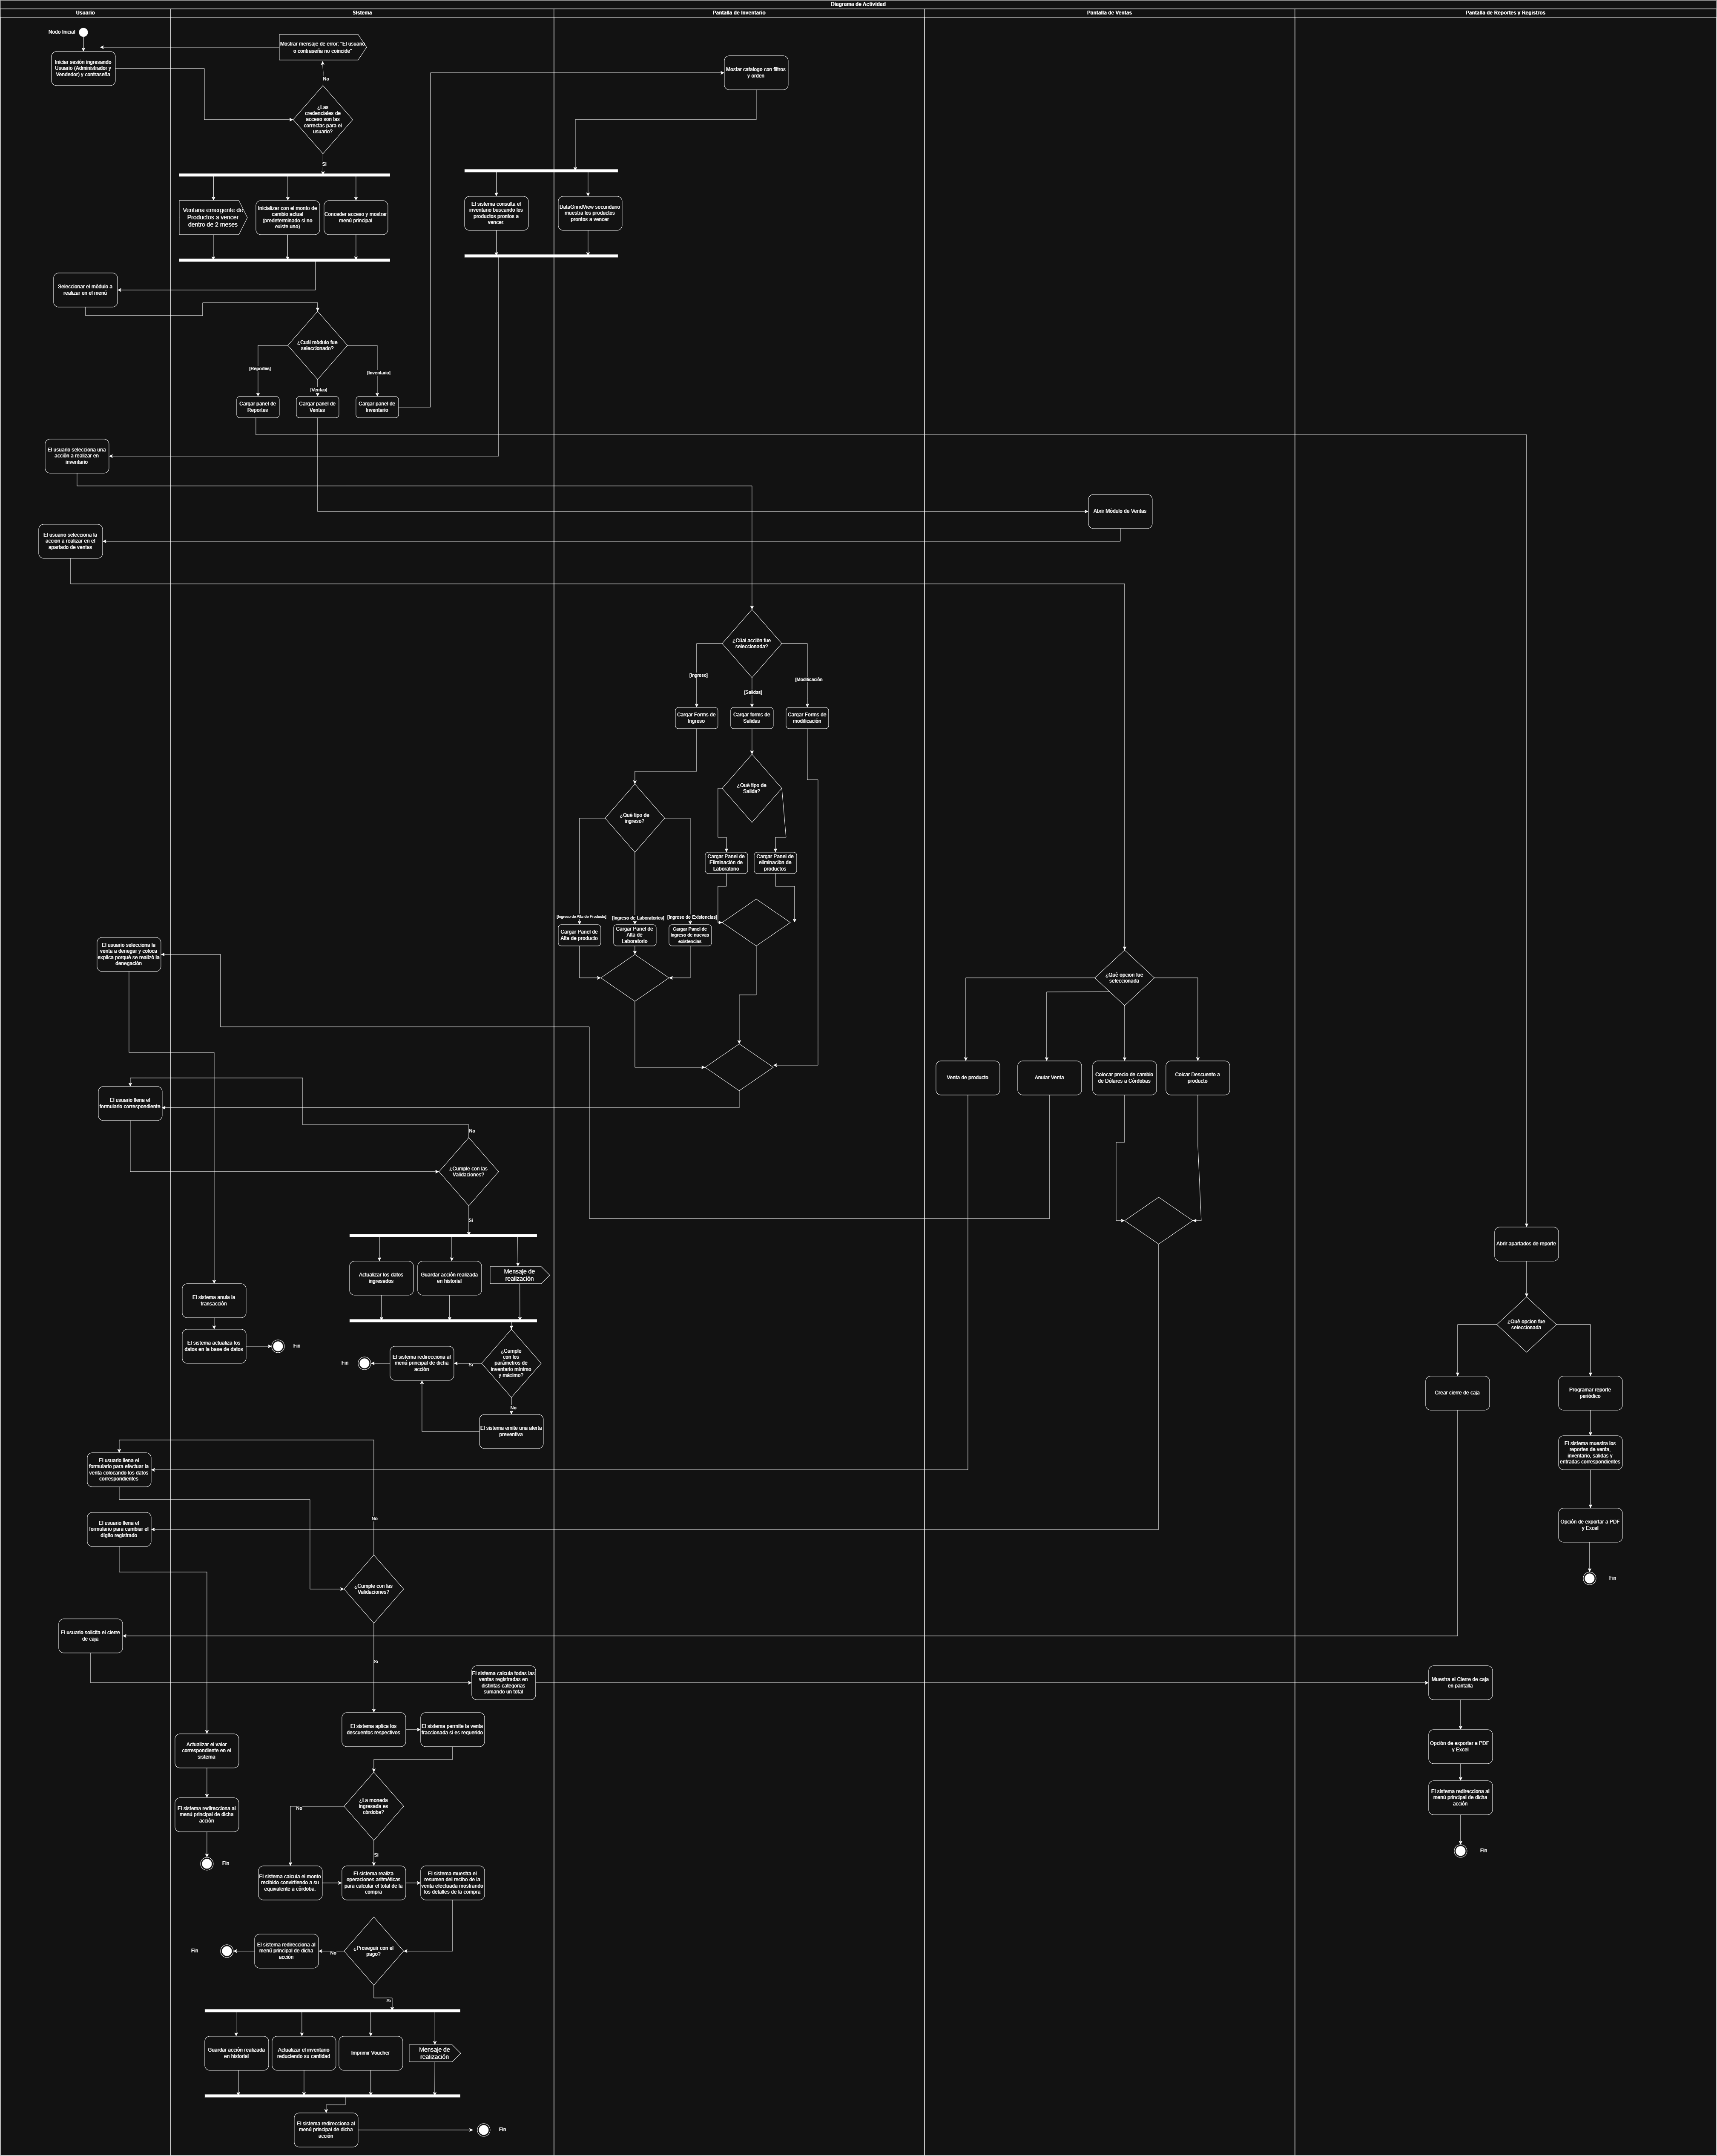 Diagrama de Actividad
Usuario
Sistema
Pantalla de Inventario
Pantalla de Ventas
Pantalla de Reportes y Registros
Nodo Inicial
Iniciar sesión ingresando
Usuario (Administrador y
Vendedor) y contraseña
Mostrar mensaje de error: "El usuario
o contraseña no coincide"
No
¿Las
credenciales de
acceso son las
correctas para el
usuario?
Si
Mostar catalogo con filtros
y orden
Ventana emergente de
Productos a vencer
dentro de 2 meses
Inicializar con el monto de
cambio actual
(predeterminado si no
existe uno)
Conceder acceso y mostrar
menú principal
El sistema consulta el
inventario buscando los
productos prontos a
vencer.
DataGrindView secundario
muestra los productos
prontos a vencer
Seleccionar el módulo a
realizar en el menú
¿Cuál módulo fue
seleccionado?
[Reportes]
[Ventas]
[Inventario]
Cargar panel de
Reportes
Cargar panel de
Ventas
Cargar panel de
Inventario
El usuario selecciona una
acción a realizar en
inventario
Abrir Módulo de Ventas
El usuario selecciona la
accion a realizar en el
apartado de ventas
¿Cúal acción fue
seleccionada?
[Ingreso]
[Salidas]
[Modificación
Cargar Forms de
Ingreso
Cargar forms de
Salidas
Cargar Forms de
modificación
¿Qué tipo de
Salida?
¿Qué tipo de
ingreso?
Cargar Panel de
Eliminación de
Laboratorio
Cargar Panel de
eliminación de
productos
[Ingreso de Alta de Producto]
[Ingreso de Laboratorios]
[Ingreso de Existencias]
Cargar Panel de
Alta de producto
Cargar Panel de
Alta de
Laboratorio
Cargar Panel de
ingreso de nuevas
existencias
El usuario selecciona la
venta a denegar y coloca
explica porqué se realizó la
denegación
¿Qué opcion fue
seleccionada
Venta de producto
Anular Venta
Colocar precio de cambio
de Dólares a Córdobas
Colcar Descuento a
producto
El usuario llena el
formulario correspondiente
No
¿Cumple con las
Validaciones?
Si
Actualizar los datos
ingresados
Guardar acción realizada
en historial
Mensaje de
realización
Abrir apartados de reporte
El sistema anula la
transacción
El sistema actualiza los
datos en la base de datos
Fin
¿Qué opcion fue
seleccionada
Fin
El sistema redirecciona al
menú principal de dicha
acción
Si
¿Cumple
con los
parámetros de
inventario mínimo
y máximo?
No
El sistema emite una alerta
preventiva
Crear cierre de caja
Programar reporte
periódico
El sistema muestra los
reportes de venta,
inventario, salidas y
entradas correspondientes
Opción de exportar a PDF
y Excel
Fin
El usuario llena el
formulario para efectuar la
venta colocando los datos
correspondientes
El usuario llena el
formulario para cambiar el
dígito registrado
No
¿Cumple con las
Validaciones?
Si
El usuario solicita el cierre
de caja
El sistema calcula todas las
ventas registradas en
distintas categorias
sumando un total
Muestra el Cierre de caja
en pantalla
El sistema aplica los
descuentos respectivos
El sistema permite la venta
fraccionada si es requerido
Actualizar el valor
correspondiente en el
sistema
Opción de exportar a PDF
y Excel
El sistema redirecciona al
menú principal de dicha
acción
Fin
El sistema redirecciona al
menú principal de dicha
acción
Fin
¿La moneda
ingresada es
córdoba?
No
Si
El sistema calcula el monto
recibido convirtiendo a su
equivalente a córdoba.
El sistema realiza
operaciones aritméticas
para calcular el total de la
compra
El sistema muestra el
resumen del recibo de la
venta efectuada mostrando
los detalles de la compra
Fin
El sistema redirecciona al
menú principal de dicha
acción
No
¿Proseguir con el
pago?
Si
Guardar acción realizada
en historial
Actualizar el inventario
reduciendo su cantidad
Imprimir Voucher
Mensaje de
realización
El sistema redirecciona al
menú principal de dicha
acción
Fin